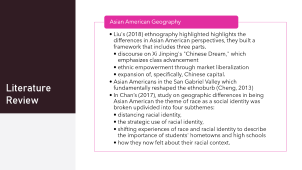 Literature
Review
Asian American Geography
• Liu's (2018) ethnography highlighted highlights the
differences in Asian American perspectives, they built a
framework that includes three parts.
• discourse on Xi Jinping's "Chinese Dream," which
emphasizes class advancement
• ethnic empowerment through market liberalization
• expansion of, specifically, Chinese capital.
• Asian Americans in the San Gabriel Valley which
fundamentally reshaped the ethnoburb (Cheng, 2013)
• In Chan's (2017), study on geographic differences in being
Asian American the theme of race as a social identity was
broken updivided into four subthemes:
• distancing racial identity,
• the strategic use of racial identity,
• shifting experiences of race and racial identity to describe
the importance of students' hometowns and high schools
• how they now felt about their racial context.